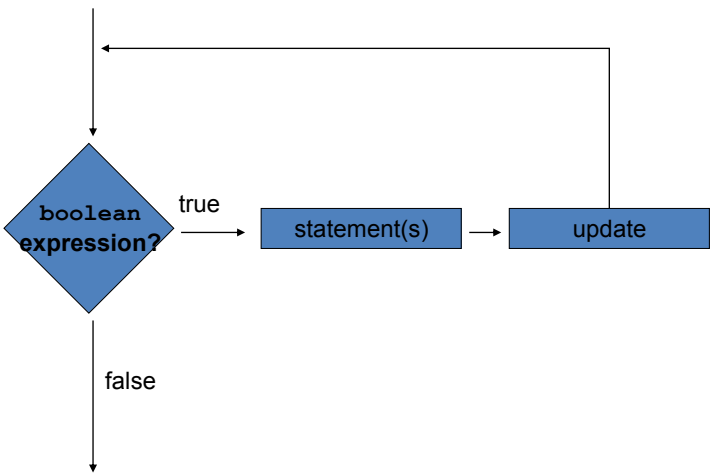 boolean
expression?
true
statement(s)
update
false